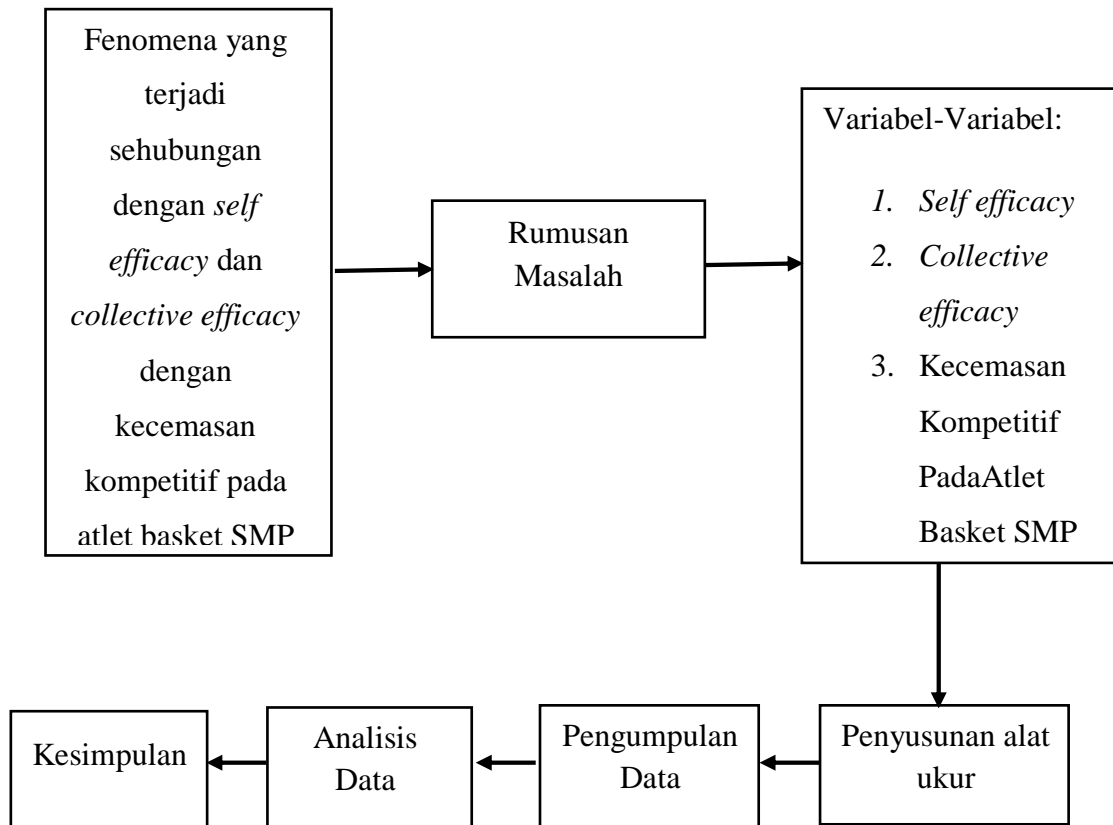 Fenomena yang
terjadi
sehubungan
dengan self
efficacy dan
collective efficacy
dengan
kecemasan
kompetitif pada
atlet basket SMP
Rumusan
Masalah
Variabel-Variabel:
1. Self efficacy
2. Collective
efficacy
3. Kecemasan
Kompetitif
PadaAtlet
Basket SMP
Penyusunan alat
ukur
Pengumpulan
Data
Analisis
Data
Kesimpulan